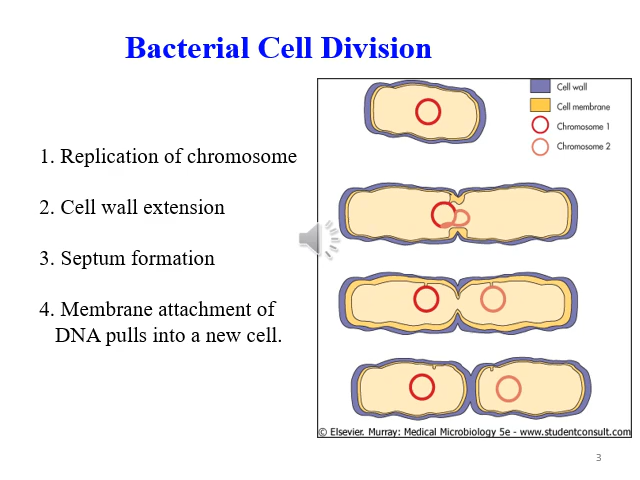 Bacterial Cell Division
1. Replication of chromosome
2. Cell wall extension
3. Septum formation
4. Membrane attachment of
DNA pulls into a new cell.
Cell wall
Cell membrane
Chromosome 1
Chromosome 2
© Elsevier. Murray: Medical Microbiology 5e - www.studentconsult.com
3